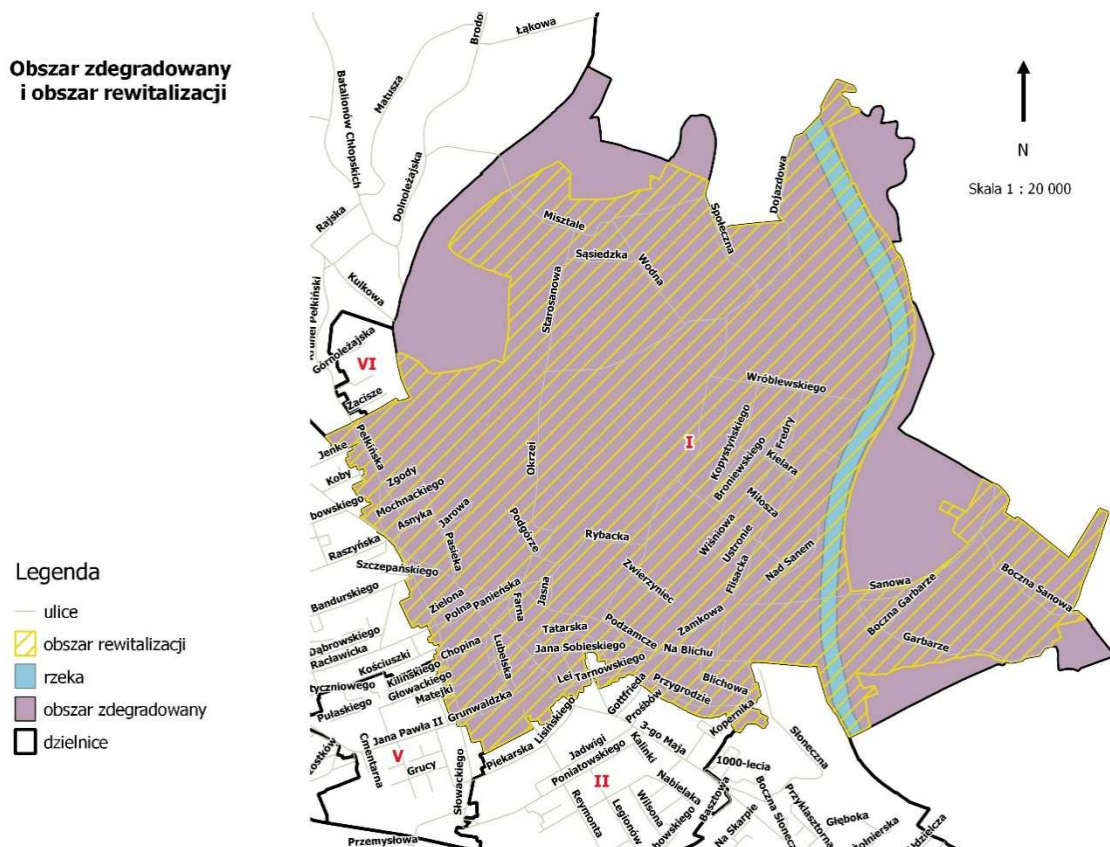 Obszar zdegradowany
i obszar rewitalizacji
N
Skala 1 : 20 000
Łąkowa
Matusza
Batalionów Chłopskich
Dolnoleżajska
Rajska
Kulkowa
Górnoleżajska
VI
Zacisze
Misztale
Sąsiedzka
Wodna
Starosanowa
Społeczna
Dojazdowa
Wróblewskiego
I
Kopystyńskiego
Broniewskiego
Fredry
Kielara
Miłosza
Okrzei
Jenke
Koby
Pełkińska
Zgody
Mochnackiego
Asnyka
Jarowa
Pasieka
Raszyńska
Szczepańskiego
Podgórze
Rybacka
Wiśniowa
Ustronie
Flisacka
Nad Sanem
Zwierzyniec
Zamkowa
Sanowa
Boczna Garbarze
Boczna Sanowa
Garbarze
Bandurskiego
Zielona
Polna
Panieńska
Farna
Jasna
Tatarska
Podzamcze
Na Blichu
Jana Sobieskiego
Dąbrowskiego
Racławicka
Kościuszki
Chopina
Lubelska
Kilińskiego
Głowackiego
Matejki
Pułaskiego
Grunwaldzka
Tarnowskiego
Przygrodzie
Blichowa
Gottfrieda
Prośbów
Kopernika
Jana Pawła II
V
Cmentarna
Grucy
Słowackiego
Piekarska
Lisińskiego
Jadwigi
Poniatowskiego
3-go Maja
Kalinki
Nabielaka
II
Reymonta
Legionów
Wilsona
Basztowa
1000-lecia
Słoneczna
Przyklasztorna
Głęboka
Na Skarpie
Przemysłowa
Legenda
ulice
obszar rewitalizacji
rzeka
obszar zdegradowany
dzielnice